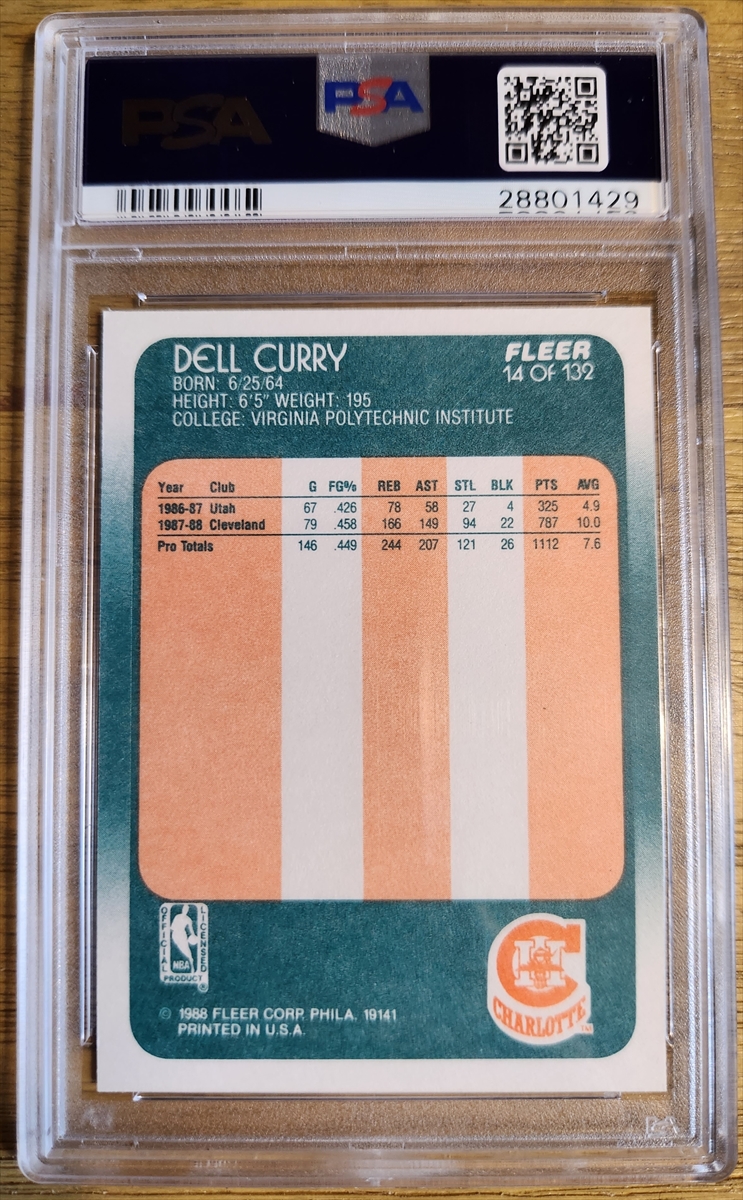 PSA
PSA
28801429
DELL CURRY
FLEER
BORN: 6/25/64
14 OF 132
HEIGHT: 6'5" WEIGHT: 195
COLLEGE: VIRGINIA POLYTECHNIC INSTITUTE
Year Club G FG% REB AST STL BLK PTS AVG
1986-87 Utah 67 .426 78 58 27 4 325 4.9
1987-88 Cleveland 79 .458 166 149 94 22 787 10.0
Pro Totals 146 .449 244 207 121 26 1112 7.6
OFFICIAL
LICENSED
NBA
PRODUCT ®
CHARLOTTE TM
© 1988 FLEER CORP. PHILA. 19141
PRINTED IN U.S.A.
PSA